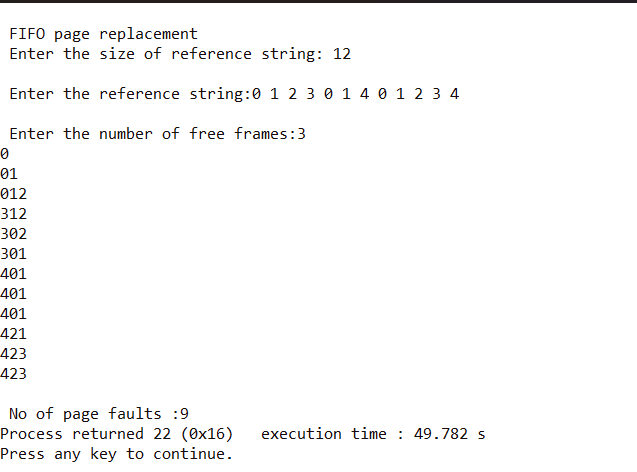 FIFO page replacement
Enter the size of reference string: 12
Enter the reference string:0 1 2 3 0 1 4 0 1 2 3 4
Enter the number of free frames:3
0
01
012
312
302
301
401
401
401
421
423
423
No of page faults :9
Process returned 22 (0x16)   execution time : 49.782 s
Press any key to continue.